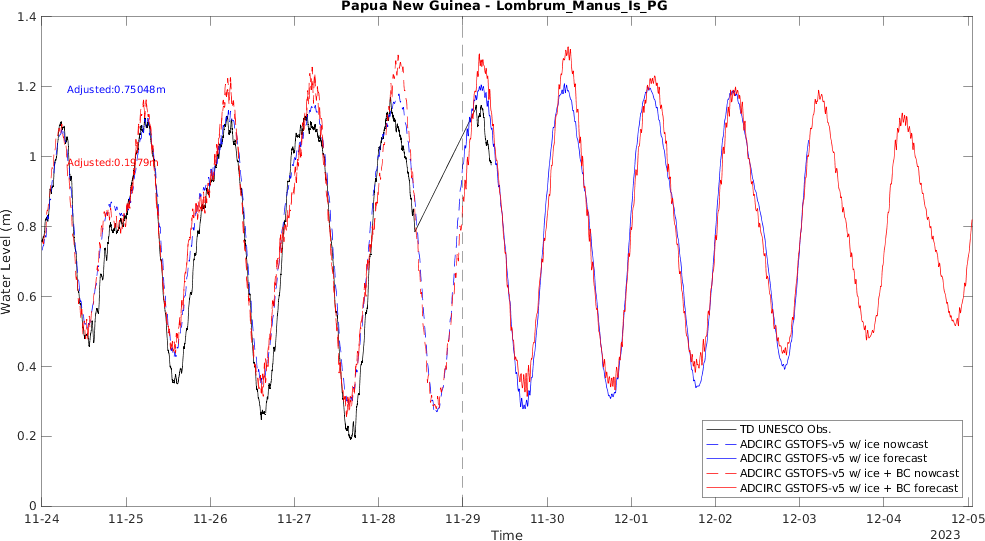 Papua New Guinea - Lombrum_Manus_Is_PG
1.4
1.2
1
0.8
0.6
0.4
0.2
0
Water Level (m)
Adjusted:0.75048m
Adjusted:0.1979m
TD UNESCO Obs.
ADCIRC GSTOFS-v5 w/ ice nowcast
ADCIRC GSTOFS-v5 w/ ice forecast
ADCIRC GSTOFS-v5 w/ ice + BC nowcast
ADCIRC GSTOFS-v5 w/ ice + BC forecast
11-24 11-25 11-26 11-27 11-28 11-29 11-30 12-01 12-02 12-03 12-04 12-05
Time
2023